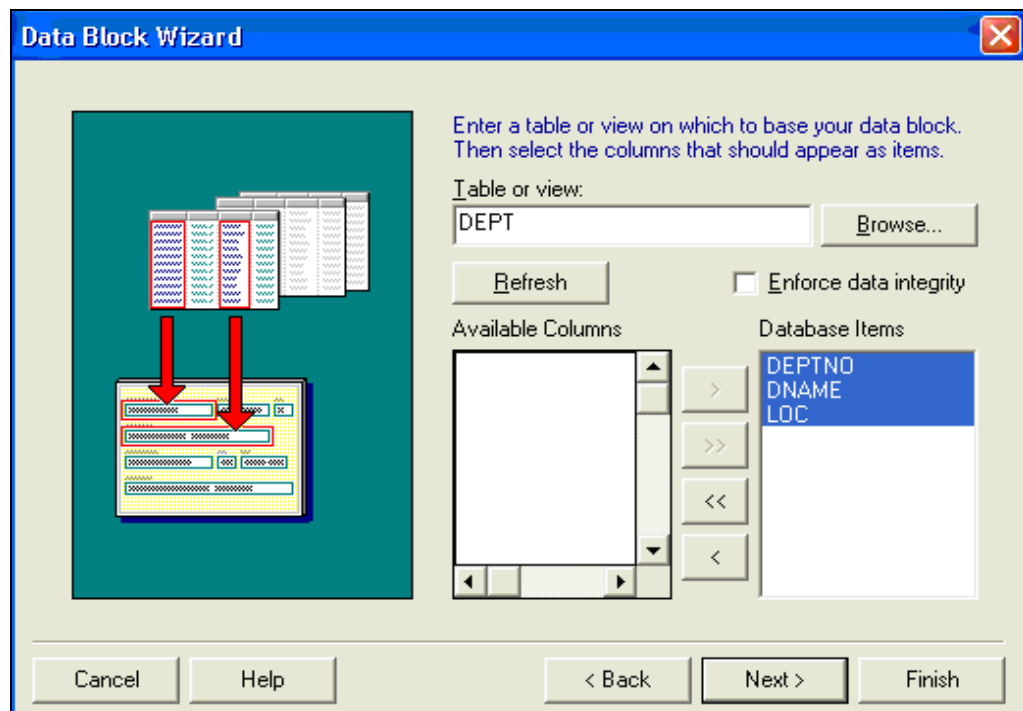 Data Block Wizard
Enter a table or view on which to base your data block.
Then select the columns that should appear as items.
Table or view:
DEPT
Browse...
Refresh
Enforce data integrity
Available Columns
Database Items
DEPTNO
DNAME
LOC
>
>>
<<
<
Cancel
Help
< Back
Next >
Finish